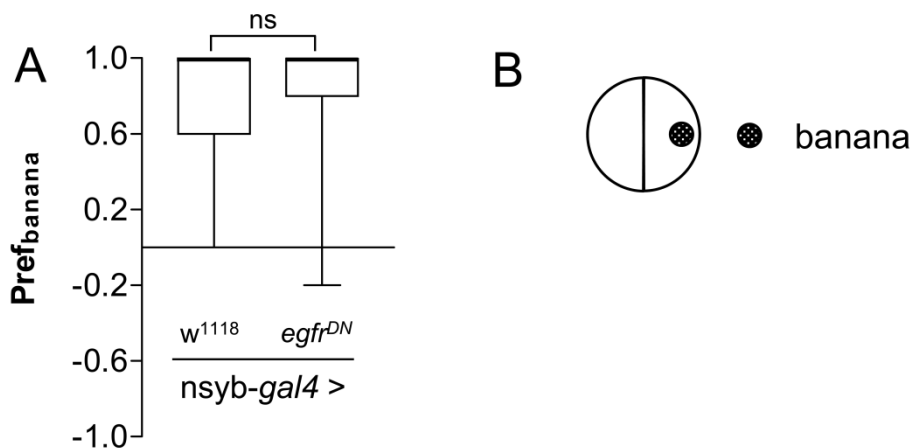 A
ns
B
1.0
0.6
0.2
-0.2
-0.6
-1.0
Pref banana
w1118 egfrDN
nsyb-gal4 >
banana